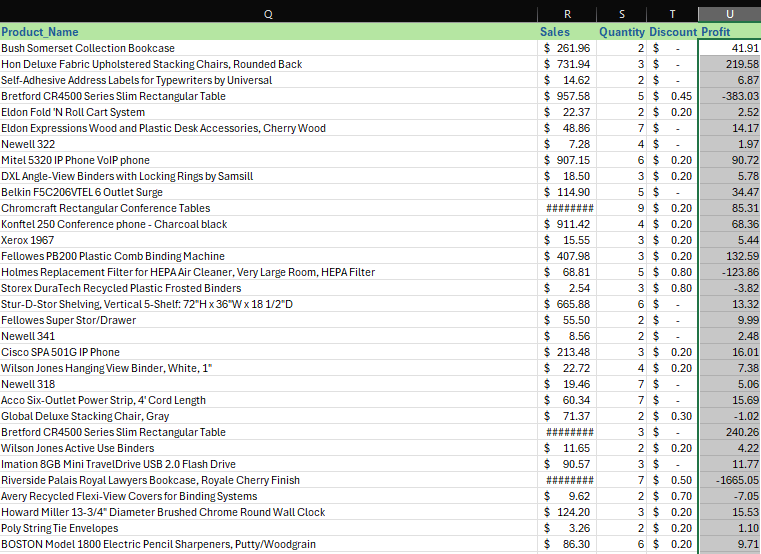 Q R S T U
Product_Name Sales Quantity Discount Profit
Bush Somerset Collection Bookcase $ 261.96 2 $ - 41.91
Hon Deluxe Fabric Upholstered Stacking Chairs, Rounded Back $ 731.94 3 $ - 219.58
Self-Adhesive Address Labels for Typewriters by Universal $ 14.62 2 $ - 6.87
Bretford CR4500 Series Slim Rectangular Table $ 957.58 5 $ 0.45 -383.03
Eldon Fold 'N Roll Cart System $ 22.37 2 $ 0.20 2.52
Eldon Expressions Wood and Plastic Desk Accessories, Cherry Wood $ 48.86 7 $ - 14.17
Newell 322 $ 7.28 4 $ - 1.97
Mitel 5320 IP Phone VoIP phone $ 907.15 6 $ 0.20 90.72
DXL Angle-View Binders with Locking Rings by Samsill $ 18.50 3 $ 0.20 5.78
Belkin F5C206VTEL 6 Outlet Surge $ 114.90 5 $ - 34.47
Chromcraft Rectangular Conference Tables ######## 9 $ 0.20 85.31
Konftel 250 Conference phone - Charcoal black $ 911.42 4 $ 0.20 68.36
Xerox 1967 $ 15.55 3 $ 0.20 5.44
Fellowes PB200 Plastic Comb Binding Machine $ 407.98 3 $ 0.20 132.59
Holmes Replacement Filter for HEPA Air Cleaner, Very Large Room, HEPA Filter $ 68.81 5 $ 0.80 -123.86
Storex DuraTech Recycled Plastic Frosted Binders $ 2.54 3 $ 0.80 -3.82
Stur-D-Stor Shelving, Vertical 5-Shelf: 72"H x 36"W x 18 1/2"D $ 665.88 6 $ - 13.32
Fellowes Super Stor/Drawer $ 55.50 2 $ - 9.99
Newell 341 $ 8.56 2 $ - 2.48
Cisco SPA 501G IP Phone $ 213.48 3 $ 0.20 16.01
Wilson Jones Hanging View Binder, White, 1" $ 22.72 4 $ 0.20 7.38
Newell 318 $ 19.46 7 $ - 5.06
Acco Six-Outlet Power Strip, 4' Cord Length $ 60.34 7 $ - 15.69
Global Deluxe Stacking Chair, Gray $ 71.37 2 $ 0.30 -1.02
Bretford CR4500 Series Slim Rectangular Table ######## 3 $ - 240.26
Wilson Jones Active Use Binders $ 11.65 2 $ 0.20 4.22
Imation 8GB Mini TravelDrive USB 2.0 Flash Drive $ 90.57 3 $ - 11.77
Riverside Palais Royal Lawyers Bookcase, Royale Cherry Finish ######## 7 $ 0.50 -1665.05
Avery Recycled Flexi-View Covers for Binding Systems $ 9.62 2 $ 0.70 -7.05
Howard Miller 13-3/4" Diameter Brushed Chrome Round Wall Clock $ 124.20 3 $ 0.20 15.53
Poly String Tie Envelopes $ 3.26 2 $ 0.20 1.10
BOSTON Model 1800 Electric Pencil Sharpeners, Putty/Woodgrain $ 86.30 6 $ 0.20 9.71